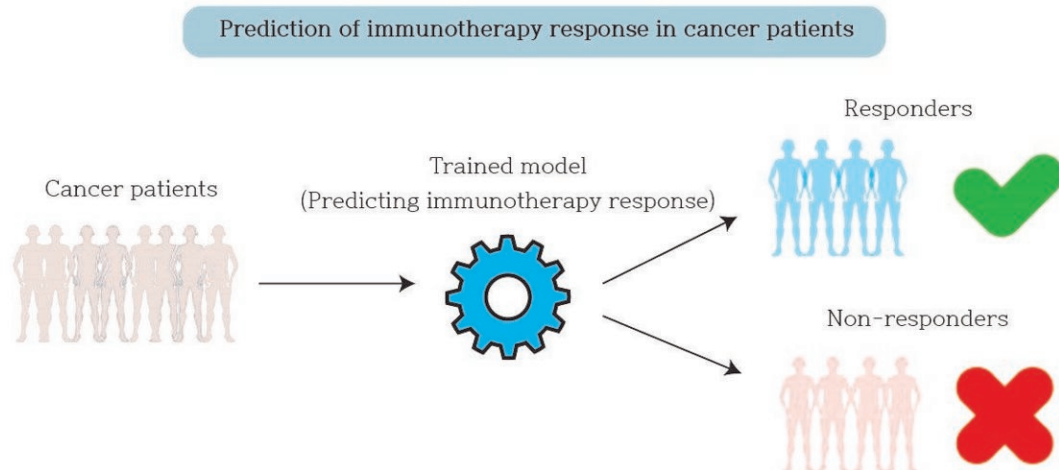 Prediction of immunotherapy response in cancer patients
Responders
Trained model
(Predicting immunotherapy response)
Cancer patients
Non-responders